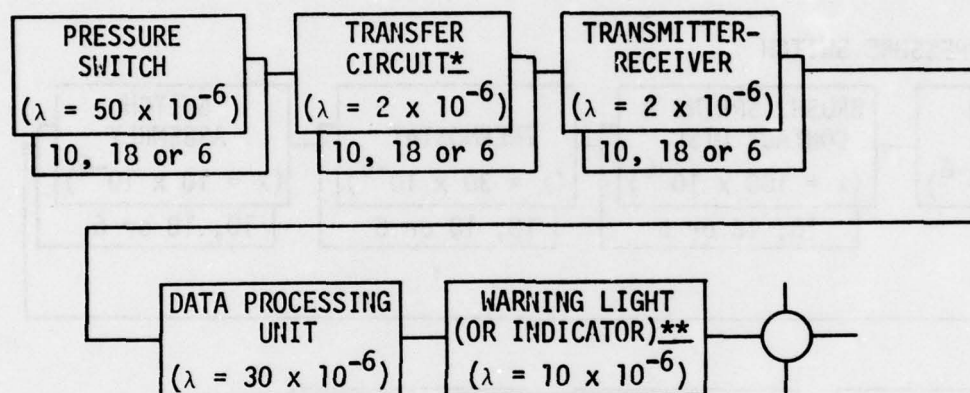 PRESSURE
SWITCH
(λ = 50 x 10⁻⁶)
10, 18 or 6
TRANSFER
CIRCUIT*
(λ = 2 x 10⁻⁶)
10, 18 or 6
TRANSMITTER-
RECEIVER
(λ = 2 x 10⁻⁶)
10, 18 or 6
DATA PROCESSING
UNIT
(λ = 30 x 10⁻⁶)
WARNING LIGHT
(OR INDICATOR)**
(λ = 10 x 10⁻⁶)